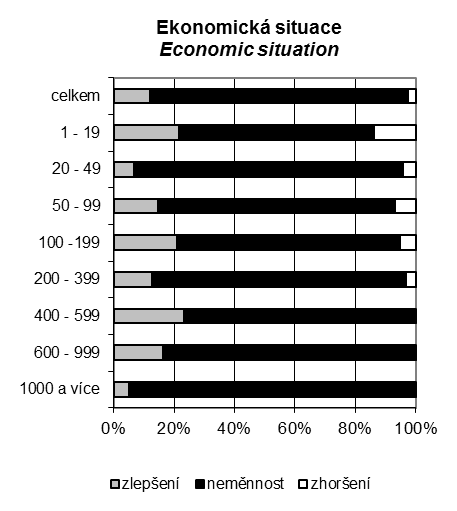 Ekonomická situace
Economic situation
celkem
1 - 19
20 - 49
50 - 99
100 -199
200 - 399
400 - 599
600 - 999
1000 a více
0% 20% 40% 60% 80% 100%
zlepšení neměnnost zhoršení